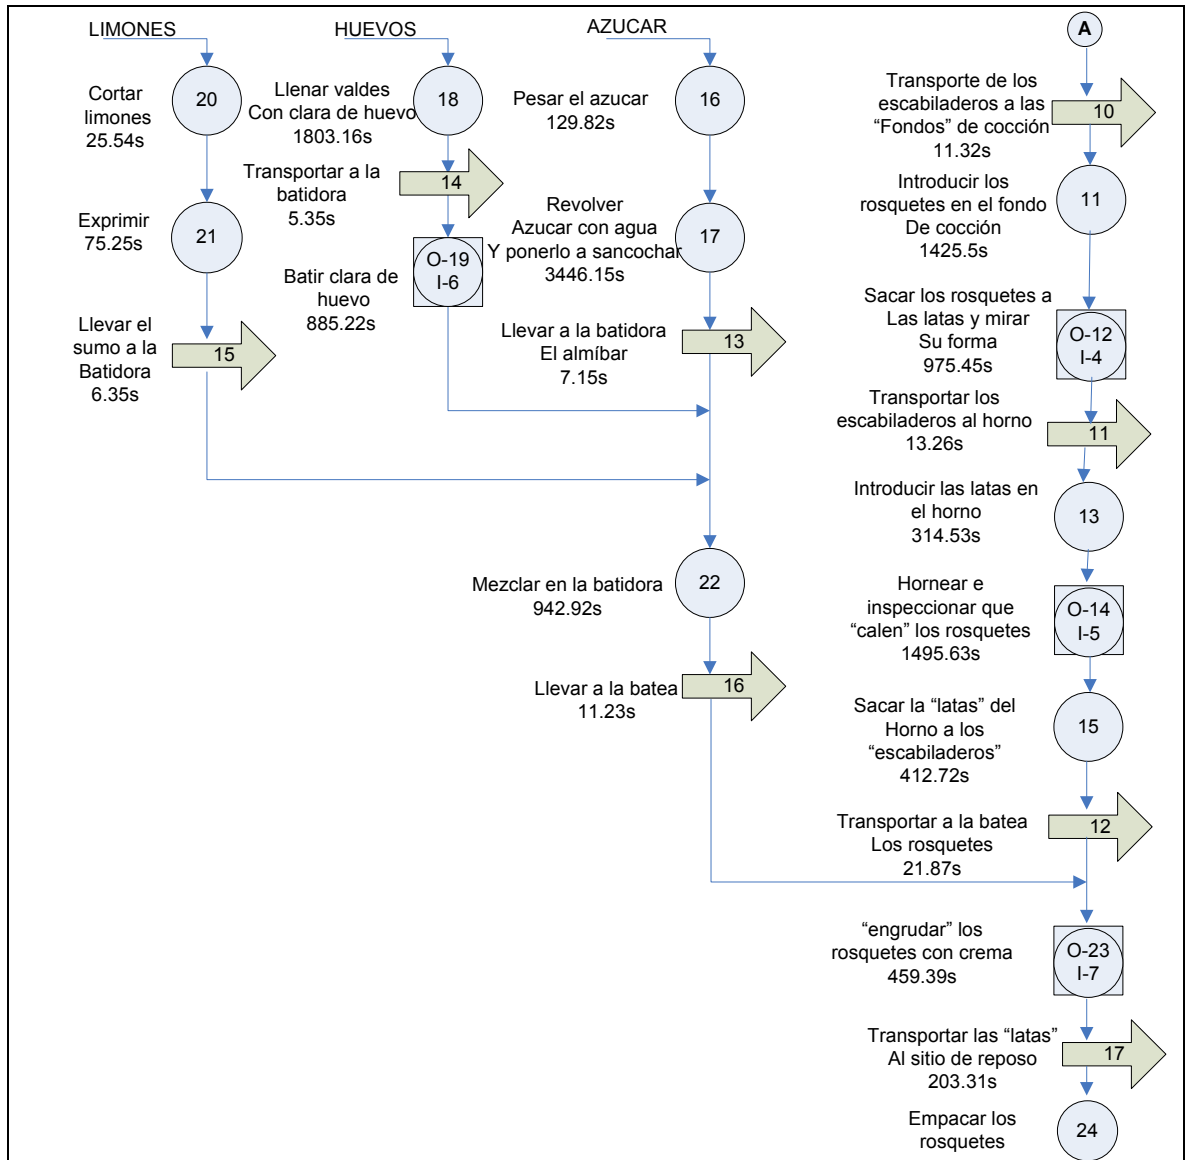 LIMONES
20
Cortar
limones
25.54s
21
Exprimir
75.25s
15
Llevar el
sumo a la
Batidora
6.35s
HUEVOS
18
Llenar valdes
Con clara de huevo
1803.16s
14
Transportar a la
batidora
5.35s
O-19
I-6
Batir clara de
huevo
885.22s
AZUCAR
16
Pesar el azucar
129.82s
17
Revolver
Azucar con agua
Y ponerlo a sancochar
3446.15s
13
Llevar a la batidora
El almíbar
7.15s
22
Mezclar en la batidora
942.92s
16
Llevar a la batea
11.23s
A
10
Transporte de los
escabiladeros a las
“Fondos” de cocción
11.32s
11
Introducir los
rosquetes en el fondo
De cocción
1425.5s
O-12
I-4
Sacar los rosquetes a
Las latas y mirar
Su forma
975.45s
11
Transportar los
escabiladeros al horno
13.26s
13
Introducir las latas en
el horno
314.53s
O-14
I-5
Hornear e
inspeccionar que
“calen” los rosquetes
1495.63s
15
Sacar la “latas” del
Horno a los
“escabiladeros”
412.72s
12
Transportar a la batea
Los rosquetes
21.87s
O-23
I-7
“engrudar” los
rosquetes con crema
459.39s
17
Transportar las “latas”
Al sitio de reposo
203.31s
24
Empacar los
rosquetes